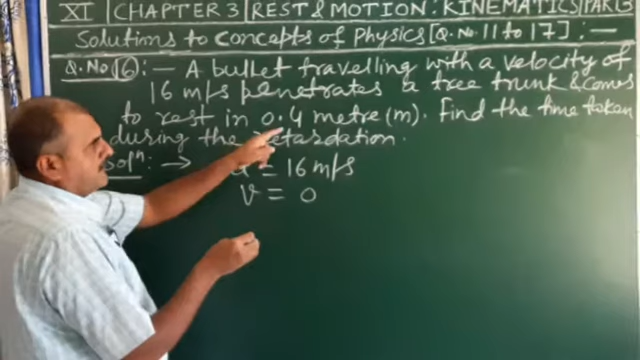 XI | CHAPTER 3 | REST & MOTION : KINEMATICS | PART 3
Solutions to Concepts of Physics [Q. No. 11 to 17] : —
Q. No 16 : — A bullet travelling with a velocity of
16 m/s penetrates a tree trunk & comes
to rest in 0.4 metre (m). Find the time taken
during the retardation.
Solⁿ : → u = 16 m/s
v = 0